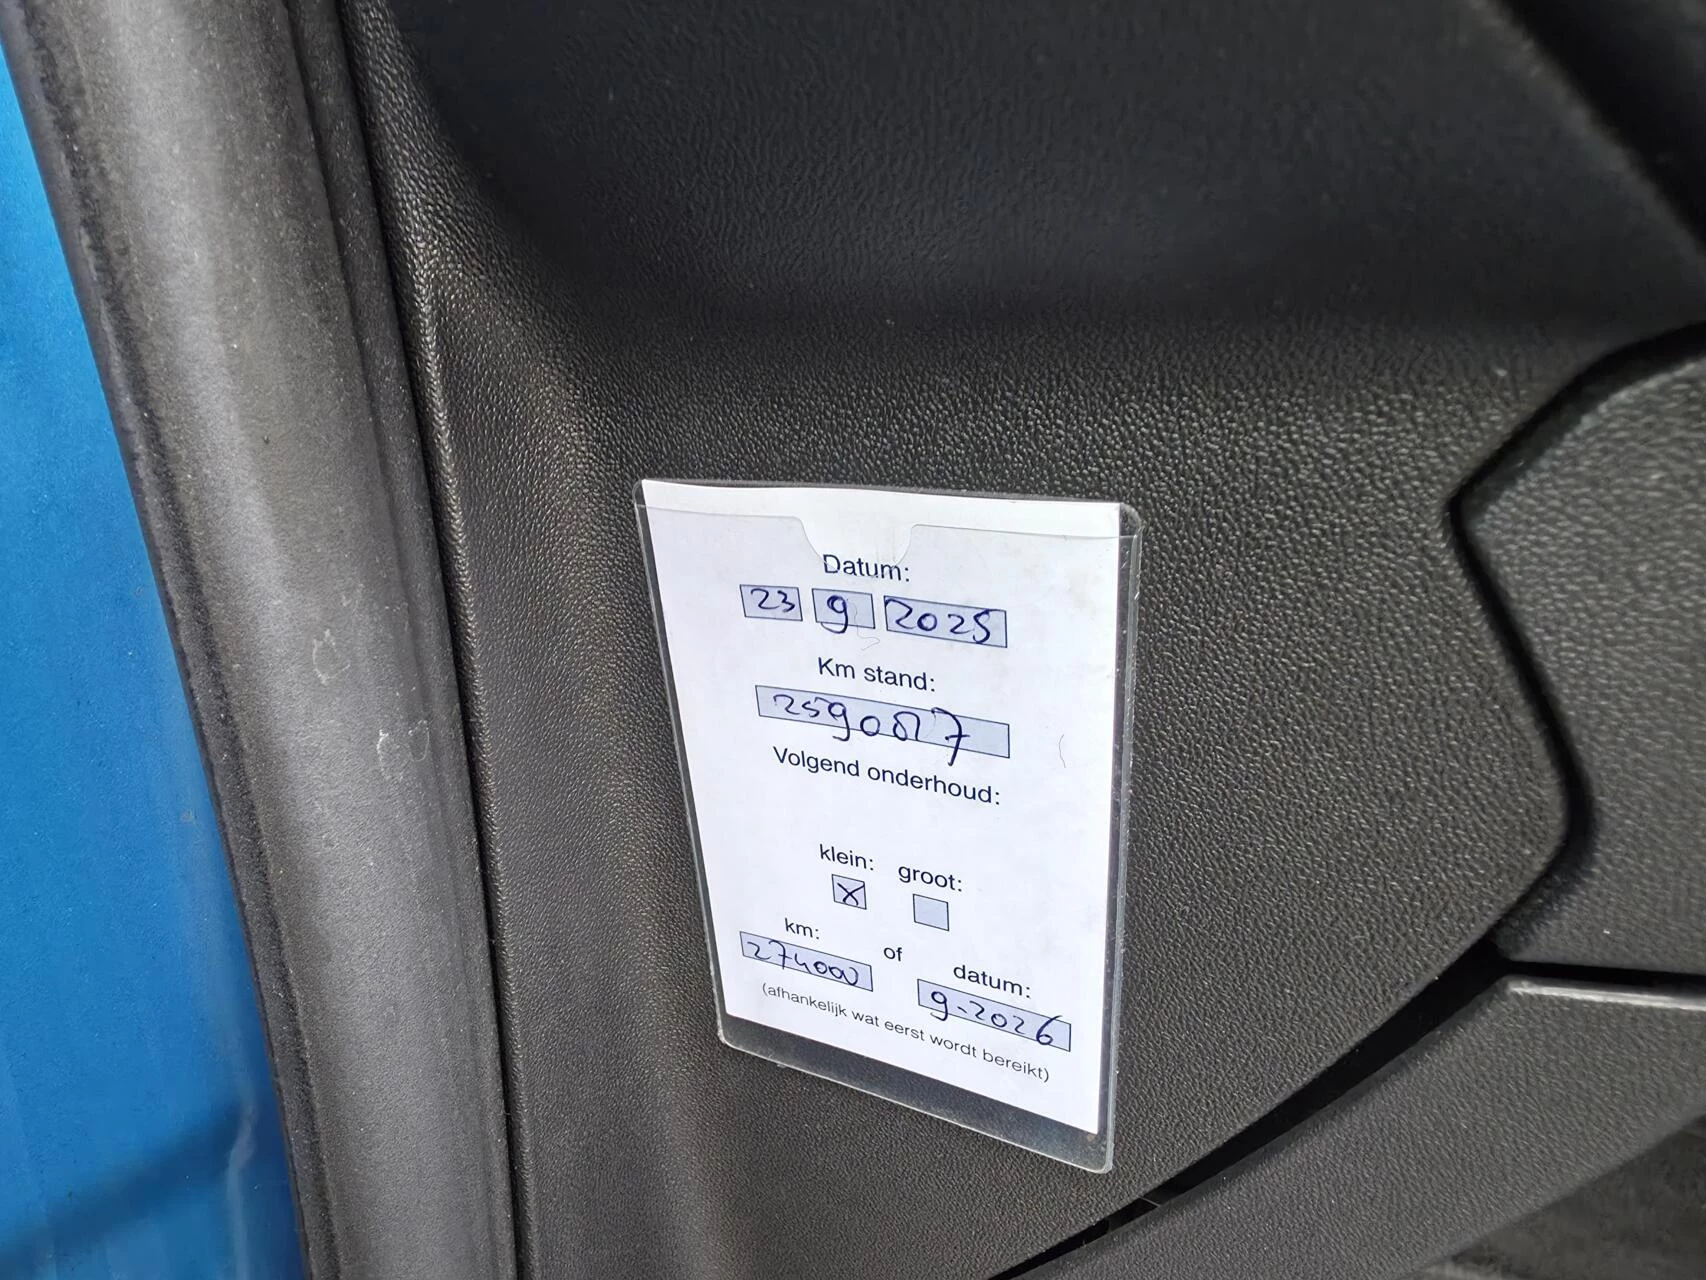 Datum:
23 9 2025
Km stand:
259087
Volgend onderhoud:
klein: groot:
X
km: of datum:
274000 9-2026
(afhankelijk wat eerst wordt bereikt)